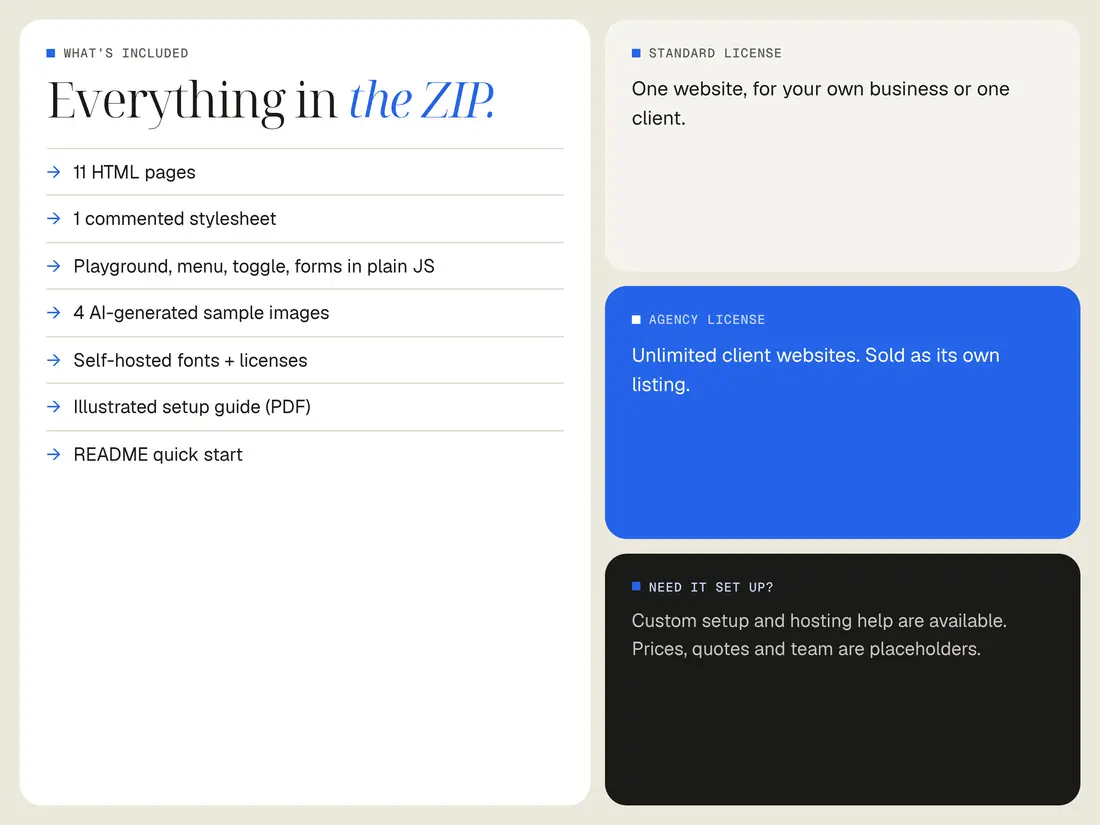 WHAT'S INCLUDED
Everything in the ZIP.
→ 11 HTML pages
→ 1 commented stylesheet
→ Playground, menu, toggle, forms in plain JS
→ 4 AI-generated sample images
→ Self-hosted fonts + licenses
→ Illustrated setup guide (PDF)
→ README quick start
STANDARD LICENSE
One website, for your own business or one
client.
AGENCY LICENSE
Unlimited client websites. Sold as its own
listing.
NEED IT SET UP?
Custom setup and hosting help are available.
Prices, quotes and team are placeholders.